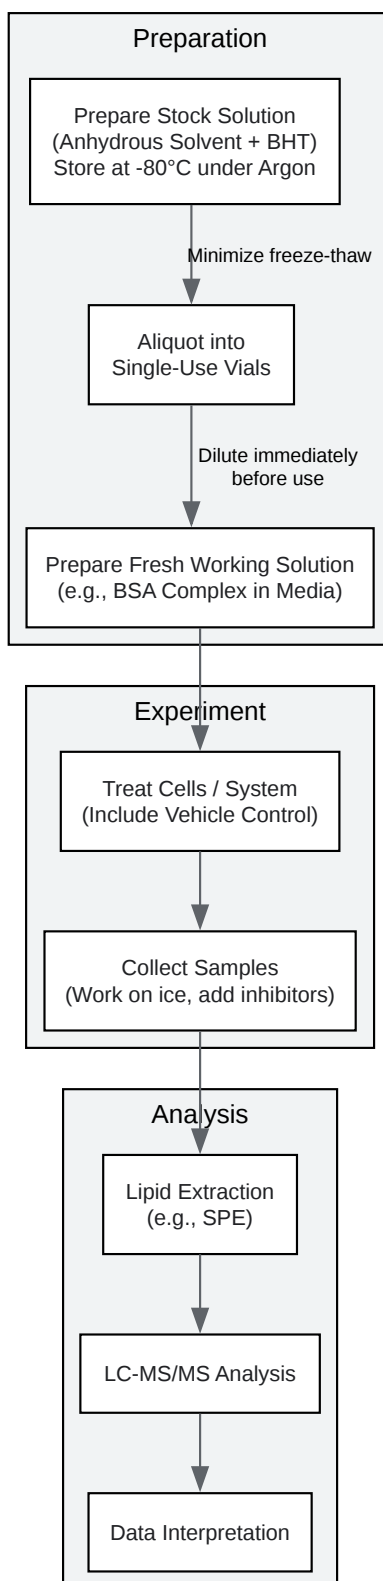 Preparation
Prepare Stock Solution
(Anhydrous Solvent + BHT)
Store at -80°C under Argon
Minimize freeze-thaw
Aliquot into
Single-Use Vials
Dilute immediately
before use
Prepare Fresh Working Solution
(e.g., BSA Complex in Media)
Experiment
Treat Cells / System
(Include Vehicle Control)
Collect Samples
(Work on ice, add inhibitors)
Analysis
Lipid Extraction
(e.g., SPE)
LC-MS/MS Analysis
Data Interpretation